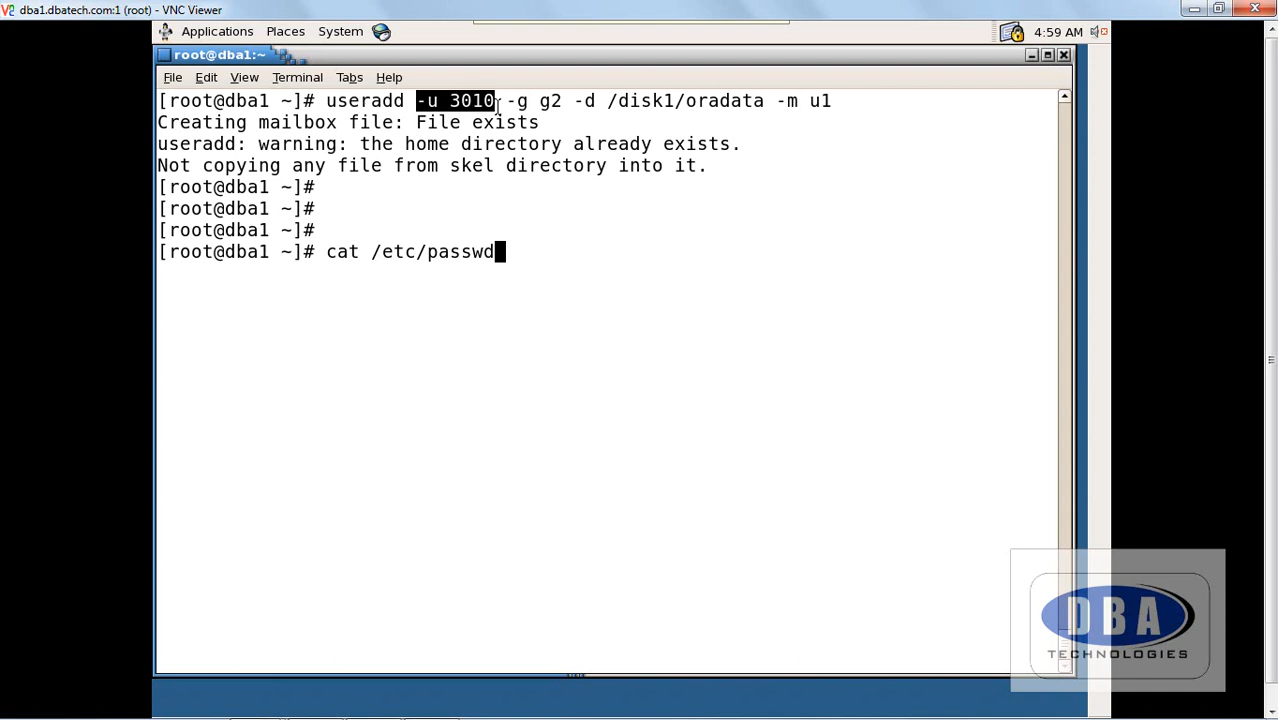 dba1.dbatech.com:1 (root) - VNC Viewer
Applications Places System 4:59 AM
root@dba1:~
File Edit View Terminal Tabs Help
[root@dba1 ~]# useradd -u 3010 -g g2 -d /disk1/oradata -m u1
Creating mailbox file: File exists
useradd: warning: the home directory already exists.
Not copying any file from skel directory into it.
[root@dba1 ~]#
[root@dba1 ~]#
[root@dba1 ~]#
[root@dba1 ~]# cat /etc/passwd
DBA
TECHNOLOGIES